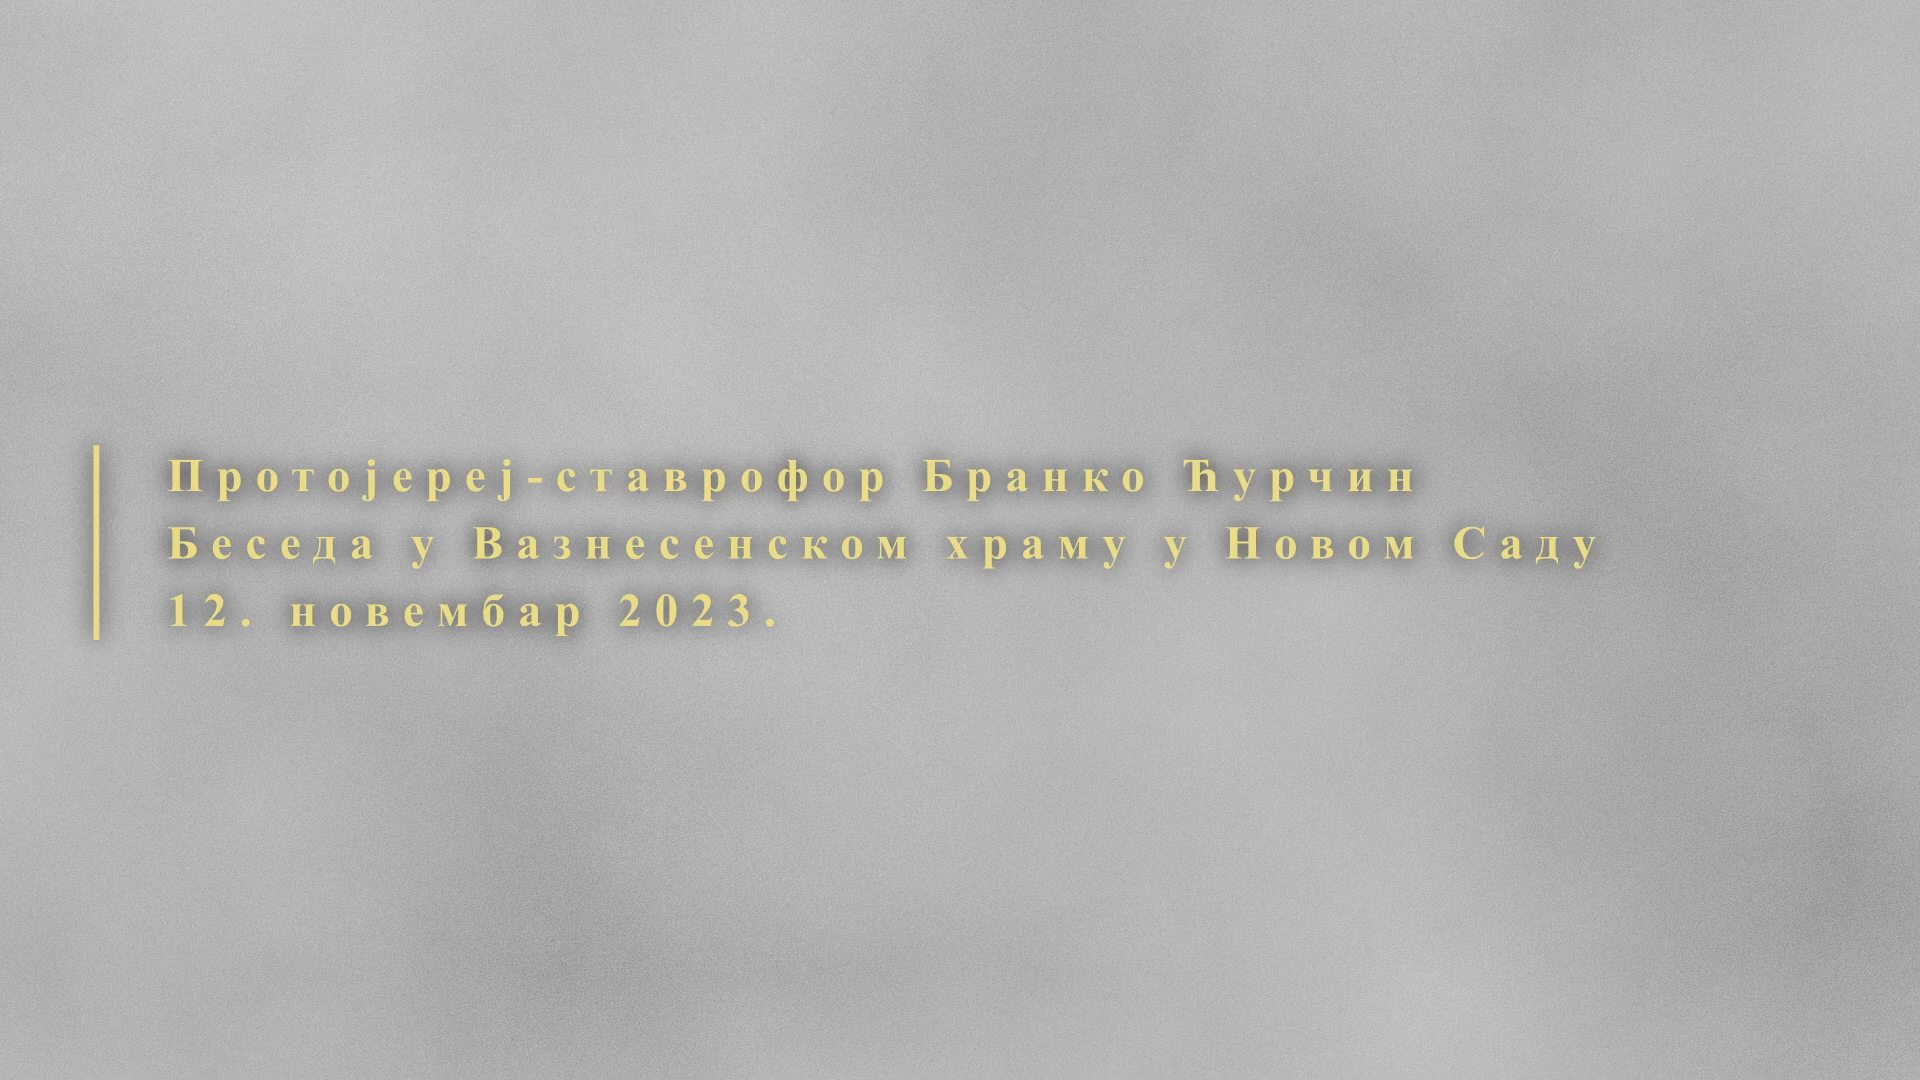 Протојереј-ставрофор Бранко Ћурчин
Беседа у Вазнесенском храму у Новом Саду
12. новембар 2023.